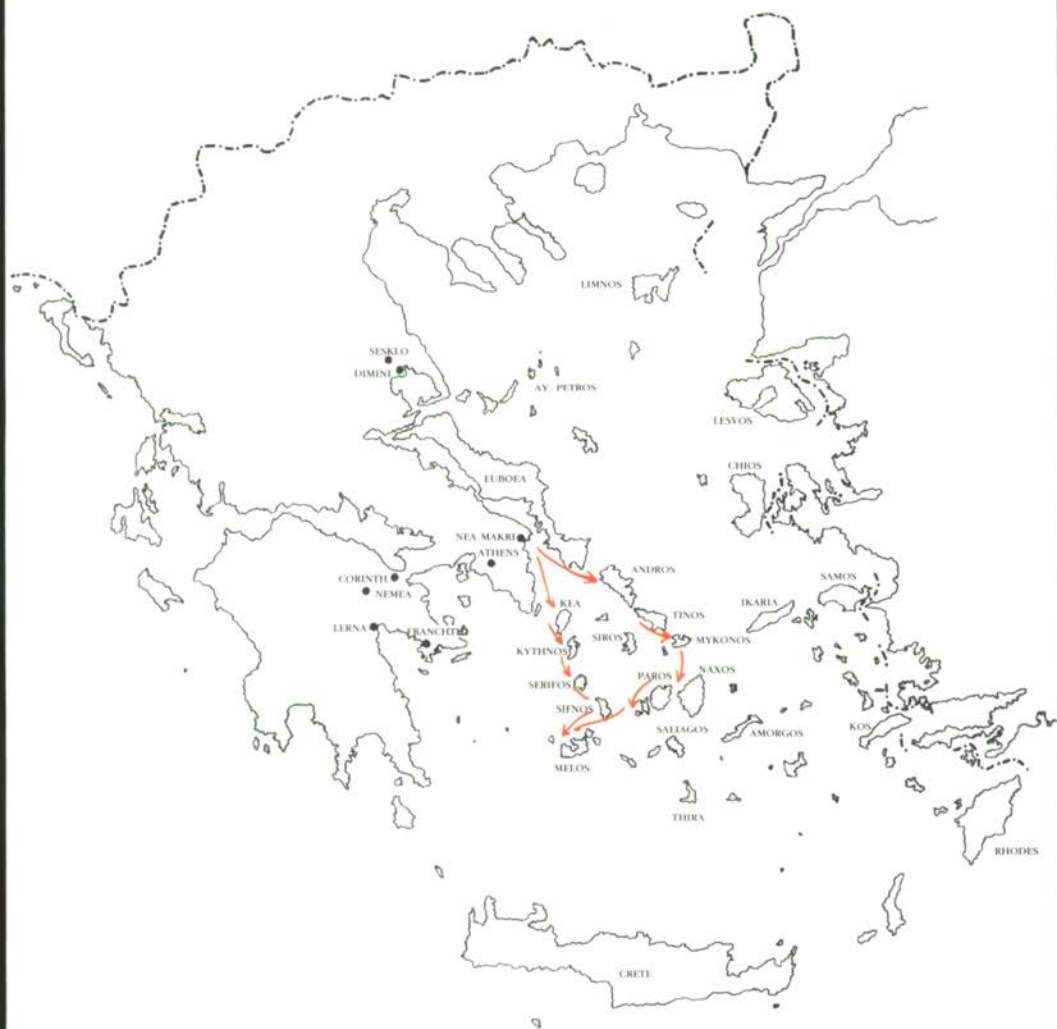 LIMNOS
SESKLO
DIMINI
AY. PETROS
LESVOS
CHIOS
EUBOEA
NEA MAKRI
ATHENS
ANDROS
CORINTH
NEMEA
SAMOS
IKARIA
KEA
TINOS
LERNA
FRANCHTHI
SIROS
MYKONOS
KYTHNOS
NAXOS
PAROS
SERIFOS
SIFNOS
SALIAGOS
AMORGOS
KOS
MELOS
THIRA
RHODES
CRETE